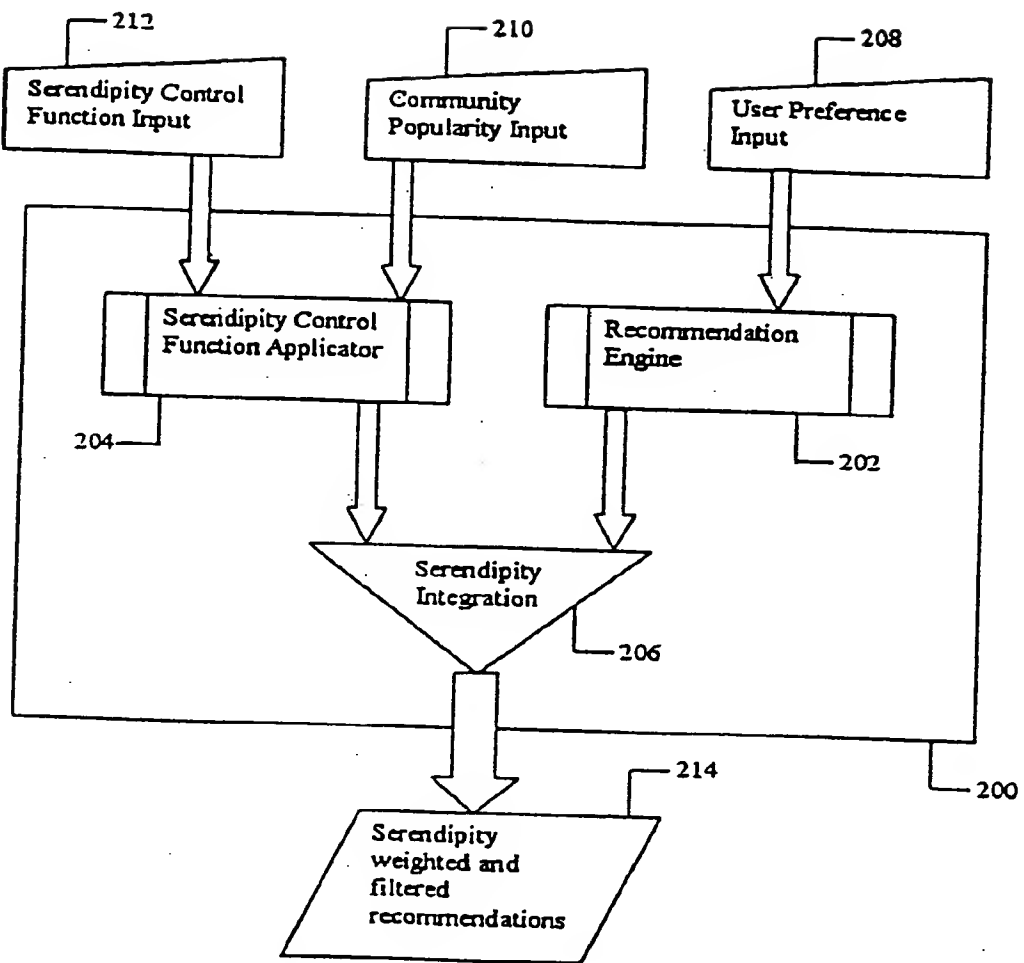 212
210
208
Serendipity Control
Function Input
Community
Popularity Input
User Preference
Input
Serendipity Control
Function Applicator
Recommendation
Engine
204
202
Serendipity
Integration
206
200
214
Serendipity
weighted and
filtered
recommendations